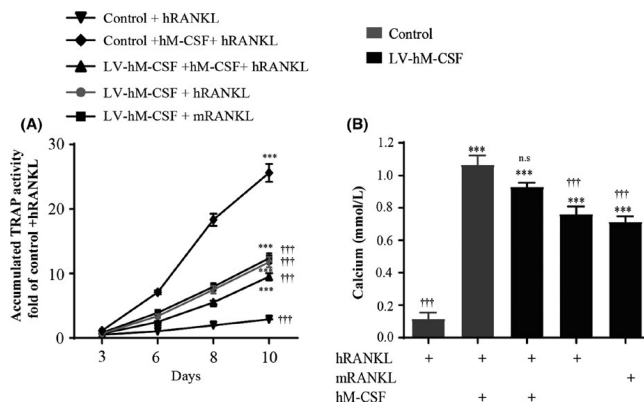 Control + hRANKL
Control +hM-CSF+ hRANKL
LV-hM-CSF +hM-CSF+ hRANKL
LV-hM-CSF + hRANKL
LV-hM-CSF + mRANKL
Control
LV-hM-CSF
(A)
Accumulated TRAP activity
fold of control +hRANKL
30
20
10
0
3
6
8
10
Days
***
***
***
***
†††
†††
†††
†††
(B)
Calcium (mmol/L)
1.2
1.0
0.8
0.6
0.4
0.2
0.0
†††
***
n.s
***
†††
***
†††
***
hRANKL + + + +
mRANKL +
hM-CSF + +